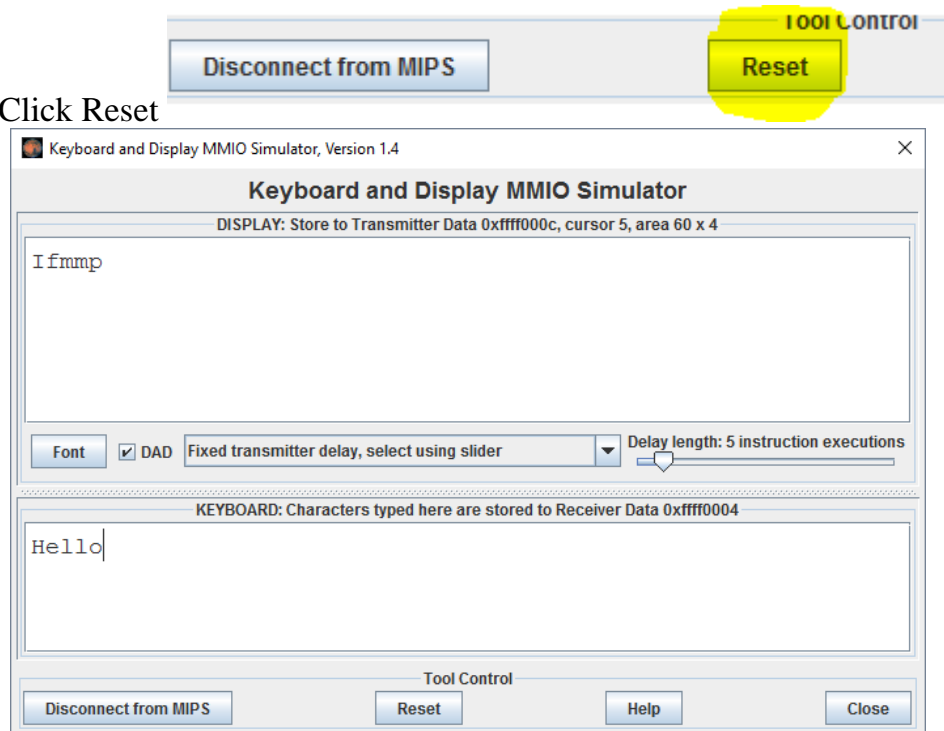 Tool Control
Disconnect from MIPS Reset
Click Reset
Keyboard and Display MMIO Simulator, Version 1.4
Keyboard and Display MMIO Simulator
DISPLAY: Store to Transmitter Data 0xffff000c, cursor 5, area 60 x 4
Ifmmp
Font DAD Fixed transmitter delay, select using slider Delay length: 5 instruction executions
KEYBOARD: Characters typed here are stored to Receiver Data 0xffff0004
Hello
Tool Control
Disconnect from MIPS Reset Help Close